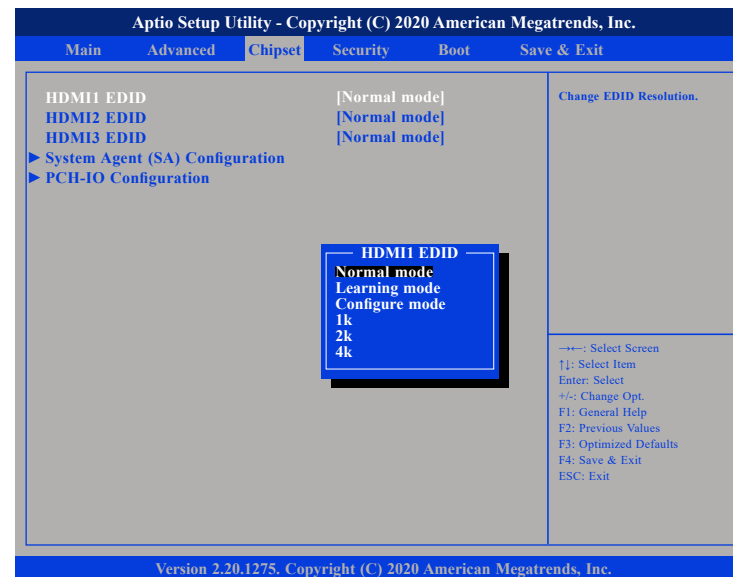 Aptio Setup Utility - Copyright (C) 2020 American Megatrends, Inc.
Main Advanced Chipset Security Boot Save & Exit
HDMI1 EDID [Normal mode]
HDMI2 EDID [Normal mode]
HDMI3 EDID [Normal mode]
▶ System Agent (SA) Configuration
▶ PCH-IO Configuration
Change EDID Resolution.
HDMI1 EDID
Normal mode
Learning mode
Configure mode
1k
2k
4k
→←: Select Screen
↑↓: Select Item
Enter: Select
+/-: Change Opt.
F1: General Help
F2: Previous Values
F3: Optimized Defaults
F4: Save & Exit
ESC: Exit
Version 2.20.1275. Copyright (C) 2020 American Megatrends, Inc.